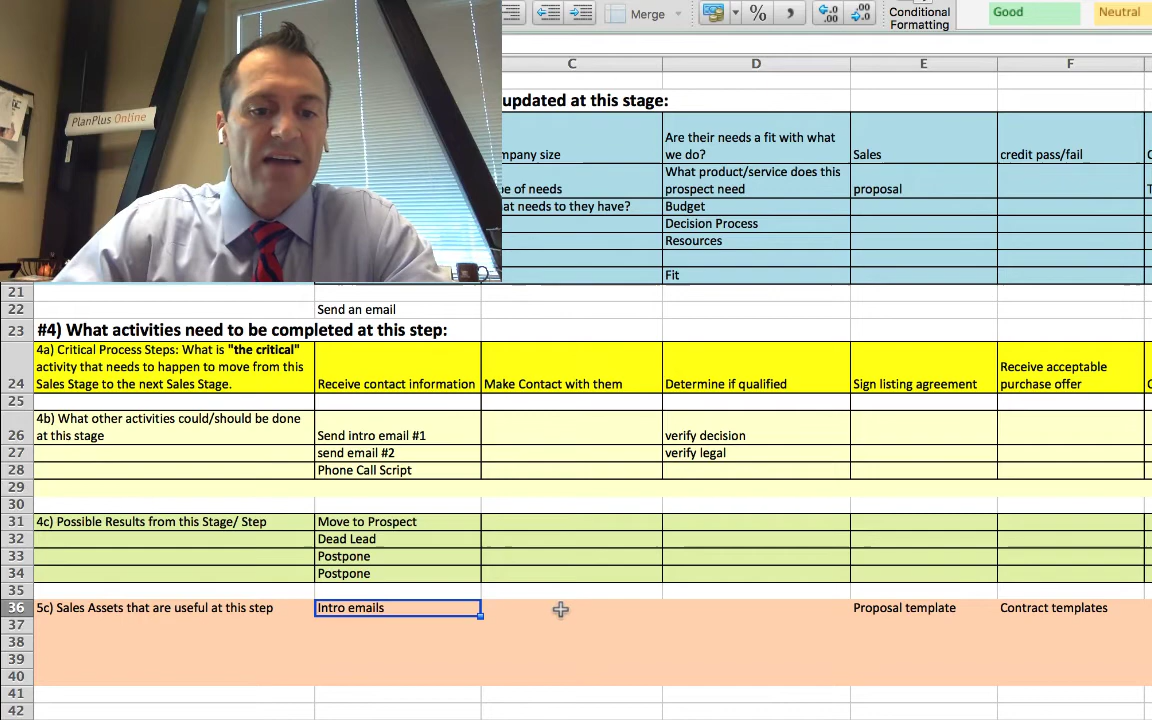 Merge
%
Conditional
Formatting
Good
Neutral
PlanPlus Online
C D E F
updated at this stage:
mpany size
Are their needs a fit with what
we do?
Sales
credit pass/fail
pe of needs
What product/service does this
prospect need
proposal
at needs to they have?
Budget
Decision Process
Resources
Fit
21
22 Send an email
23 #4) What activities need to be completed at this step:
4a) Critical Process Steps: What is "the critical"
activity that needs to happen to move from this
24 Sales Stage to the next Sales Stage.
Receive contact information
Make Contact with them
Determine if qualified
Sign listing agreement
Receive acceptable
purchase offer
25
4b) What other activities could/should be done
26 at this stage
Send intro email #1
verify decision
27 send email #2 verify legal
28 Phone Call Script
29
30
31 4c) Possible Results from this Stage/ Step Move to Prospect
32 Dead Lead
33 Postpone
34 Postpone
35
36 5c) Sales Assets that are useful at this step Intro emails Proposal template Contract templates
37
38
39
40
41
42